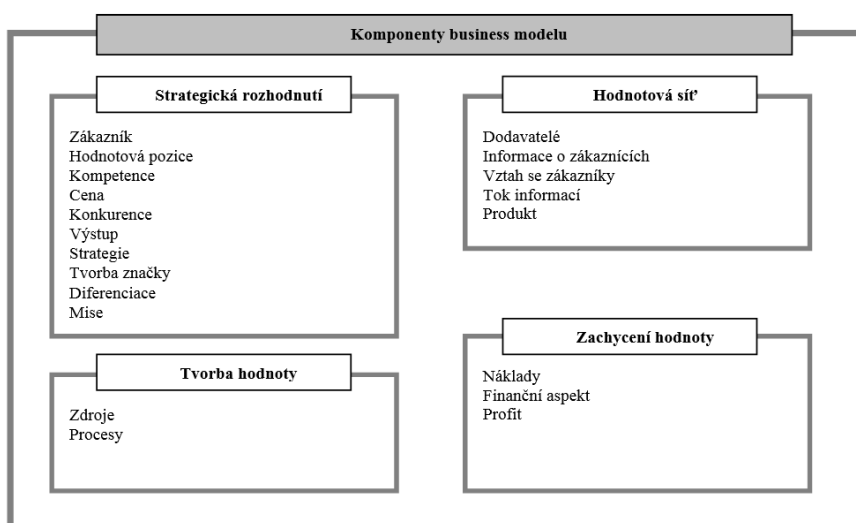 Komponenty business modelu
Strategická rozhodnutí
Zákazník
Hodnotová pozice
Kompetence
Cena
Konkurence
Výstup
Strategie
Tvorba značky
Diferenciace
Mise
Hodnotová síť
Dodavatelé
Informace o zákaznících
Vztah se zákazníky
Tok informací
Produkt
Tvorba hodnoty
Zdroje
Procesy
Zachycení hodnoty
Náklady
Finanční aspekt
Profit